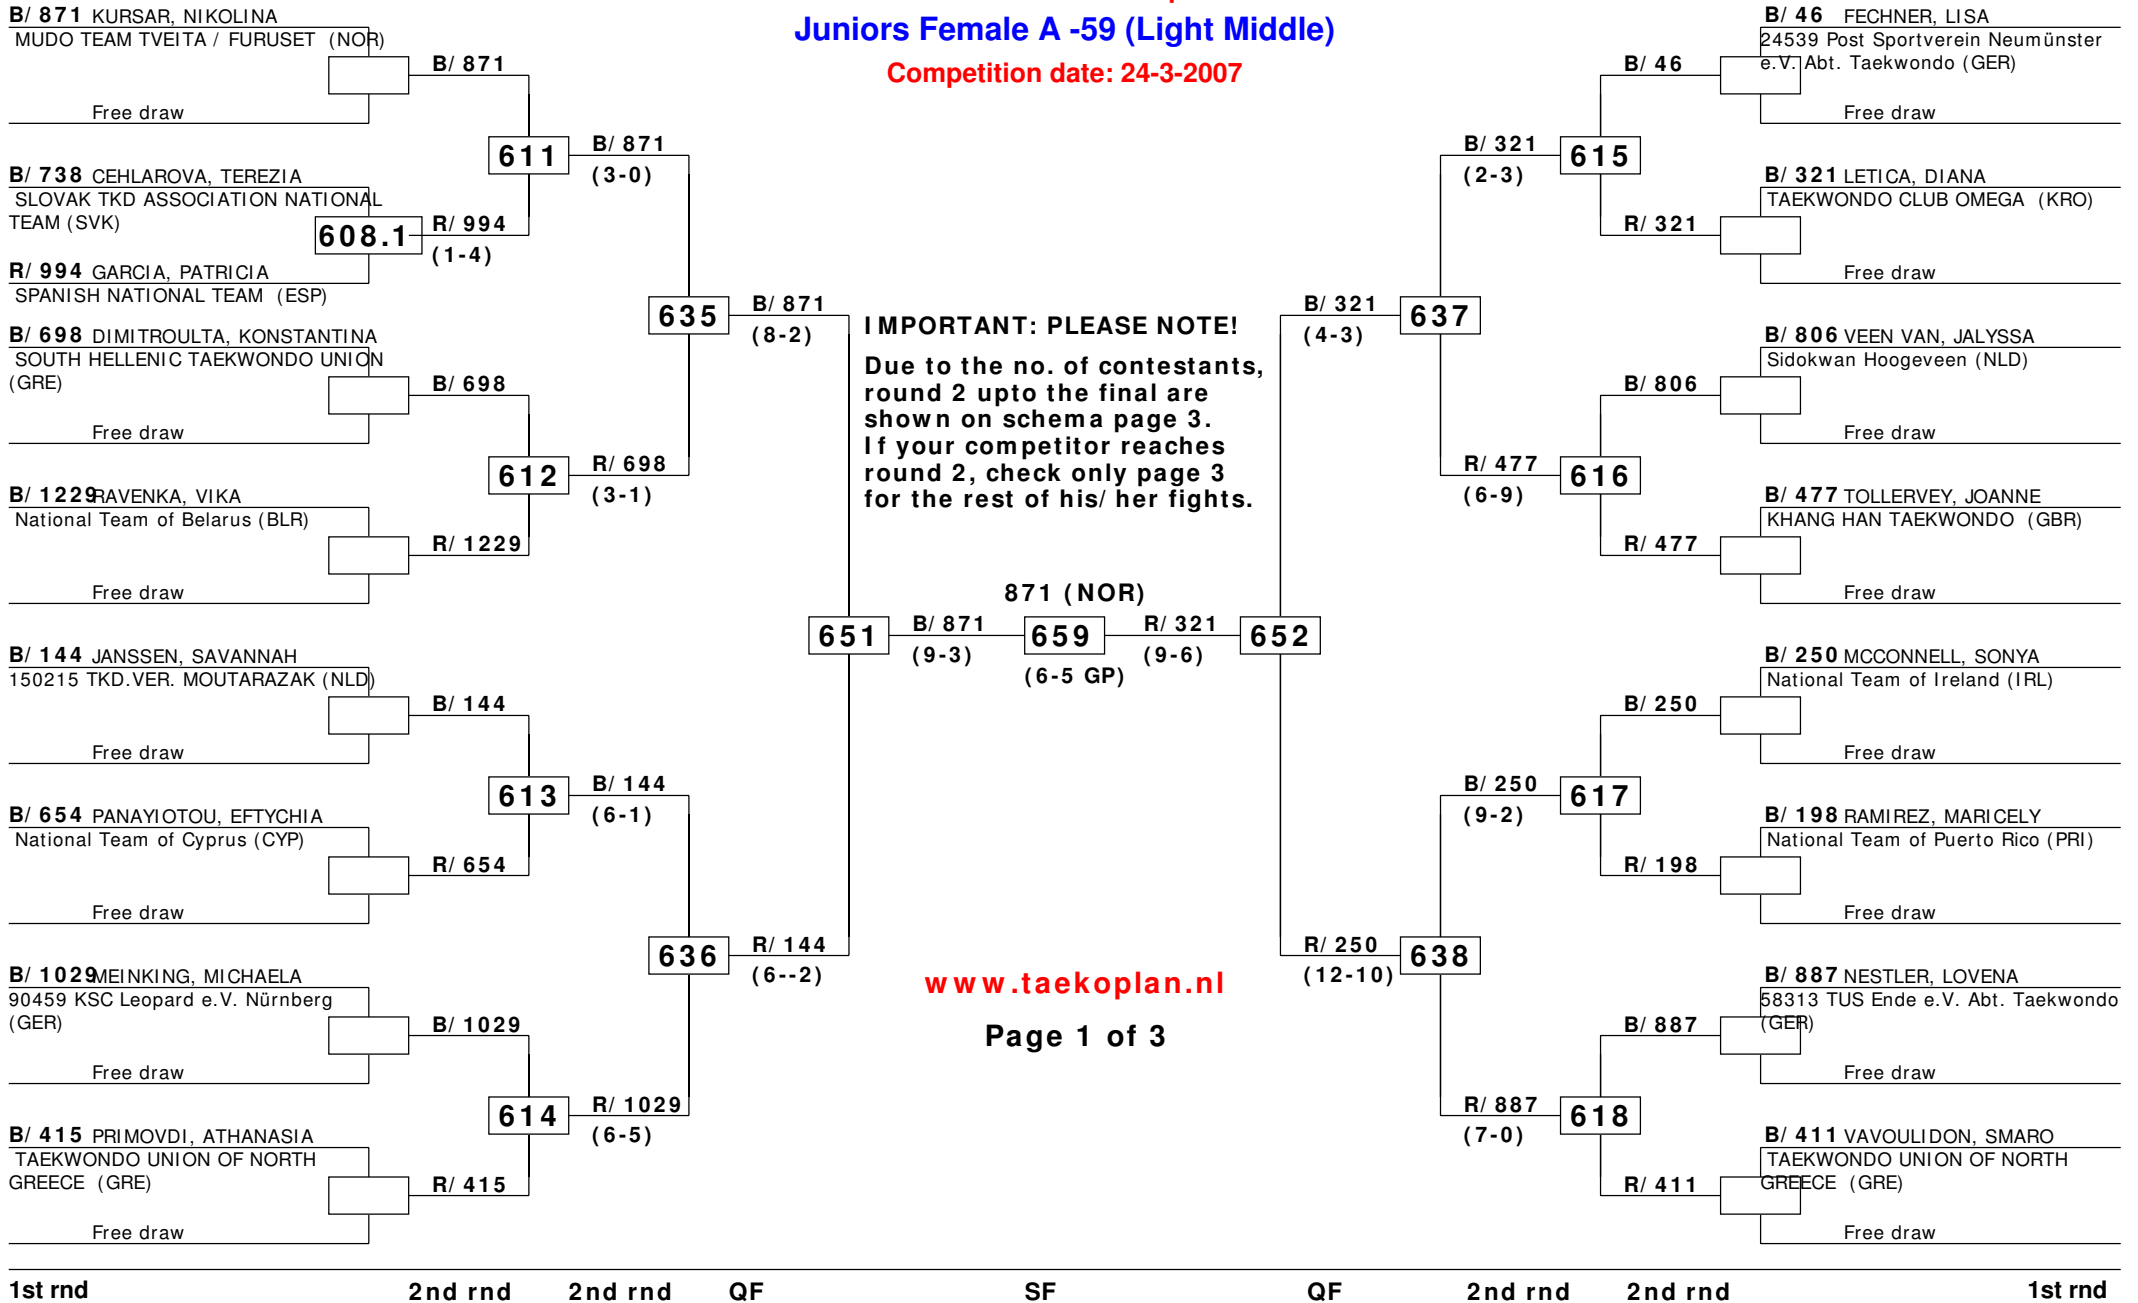 Juniors Female A -59 (Light Middle)
Competition date: 24-3-2007
B/ 871 KURSAR, NIKOLINA
MUDO TEAM TVEITA / FURUSET (NOR)
B/ 871
Free draw
611
B/ 871
(3-0)
B/ 738 CEHLAROVA, TEREZIA
SLOVAK TKD ASSOCIATION NATIONAL
TEAM (SVK)
608.1
R/ 994
(1-4)
R/ 994 GARCIA, PATRICIA
SPANISH NATIONAL TEAM (ESP)
635
B/ 871
(8-2)
B/ 698 DIMITROULTA, KONSTANTINA
SOUTH HELLENIC TAEKWONDO UNION
(GRE)
B/ 698
Free draw
612
R/ 698
(3-1)
B/ 1229 RAVENKA, VIKA
National Team of Belarus (BLR)
R/ 1229
Free draw
651
B/ 871
(9-3)
B/ 144 JANSSEN, SAVANNAH
150215 TKD.VER. MOUTARAZAK (NLD)
B/ 144
Free draw
613
B/ 144
(6-1)
B/ 654 PANAYIOTOU, EFTYCHIA
National Team of Cyprus (CYP)
R/ 654
Free draw
636
R/ 144
(6--2)
B/ 1029 MEINKING, MICHAELA
90459 KSC Leopard e.V. Nürnberg
(GER)
B/ 1029
Free draw
614
R/ 1029
(6-5)
B/ 415 PRIMOVDI, ATHANASIA
TAEKWONDO UNION OF NORTH
GREECE (GRE)
R/ 415
Free draw
IMPORTANT: PLEASE NOTE!
Due to the no. of contestants,
round 2 upto the final are
shown on schema page 3.
If your competitor reaches
round 2, check only page 3
for the rest of his/ her fights.
871 (NOR)
659
(6-5 GP)
www.taekoplan.nl
Page 1 of 3
B/ 46 FECHNER, LISA
24539 Post Sportverein Neumünster
e.V. Abt. Taekwondo (GER)
B/ 46
Free draw
B/ 321
(2-3)
615
B/ 321 LETICA, DIANA
TAEKWONDO CLUB OMEGA (KRO)
R/ 321
Free draw
B/ 321
(4-3)
637
B/ 806 VEEN VAN, JALYSSA
Sidokwan Hoogeveen (NLD)
B/ 806
Free draw
R/ 477
(6-9)
616
B/ 477 TOLLERVEY, JOANNE
KHANG HAN TAEKWONDO (GBR)
R/ 477
Free draw
R/ 321
(9-6)
652
B/ 250 MCCONNELL, SONYA
National Team of Ireland (IRL)
B/ 250
Free draw
B/ 250
(9-2)
617
B/ 198 RAMIREZ, MARICELY
National Team of Puerto Rico (PRI)
R/ 198
Free draw
R/ 250
(12-10)
638
B/ 887 NESTLER, LOVENA
58313 TUS Ende e.V. Abt. Taekwondo
(GER)
B/ 887
Free draw
R/ 887
(7-0)
618
B/ 411 VAVOULIDON, SMARO
TAEKWONDO UNION OF NORTH
GREECE (GRE)
R/ 411
Free draw
1st rnd 2nd rnd 2nd rnd QF SF QF 2nd rnd 2nd rnd 1st rnd